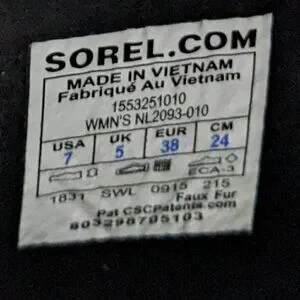 SOREL.COM
MADE IN VIETNAM
Fabriqué Au Vietnam
1553251010
WMN'S NL2093-010
USA UK EUR CM
7 5 38 24
ECA-3
1831 SWL 0915 215
Faux Fur
Pat CSCPatents.com
803298705103